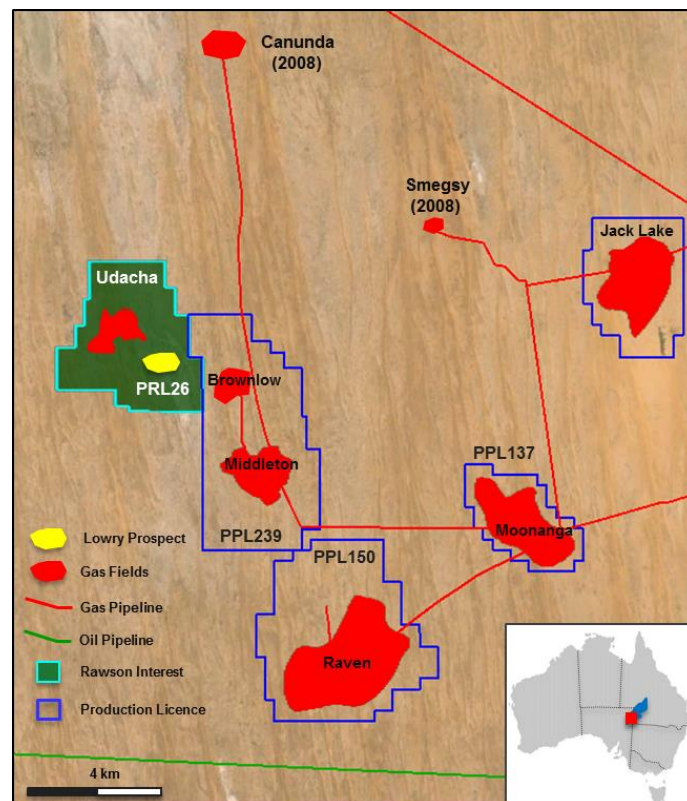 Canunda
(2008)
Smegsy
(2008)
Jack Lake
Udacha
PRL26
Brownlow
Middleton
PPL137
Moonanga
PPL239
PPL150
Raven
Lowry Prospect
Gas Fields
Gas Pipeline
Oil Pipeline
Rawson Interest
Production Licence
4 km